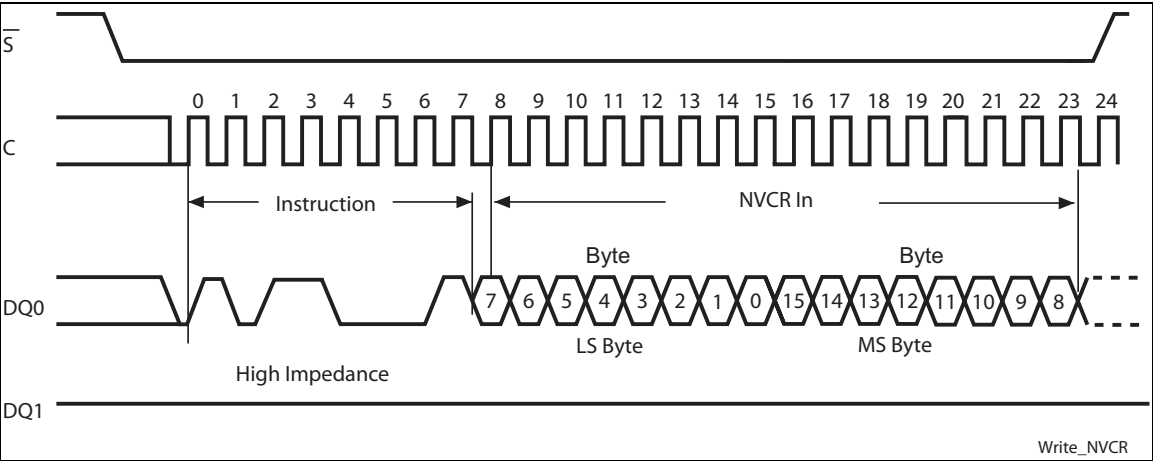 S
0 1 2 3 4 5 6 7 8 9 10 11 12 13 14 15 16 17 18 19 20 21 22 23 24
C
Instruction NVCR In
Byte Byte
DQ0 7 6 5 4 3 2 1 0 15 14 13 12 11 10 9 8
LS Byte MS Byte
High Impedance
DQ1
Write_NVCR